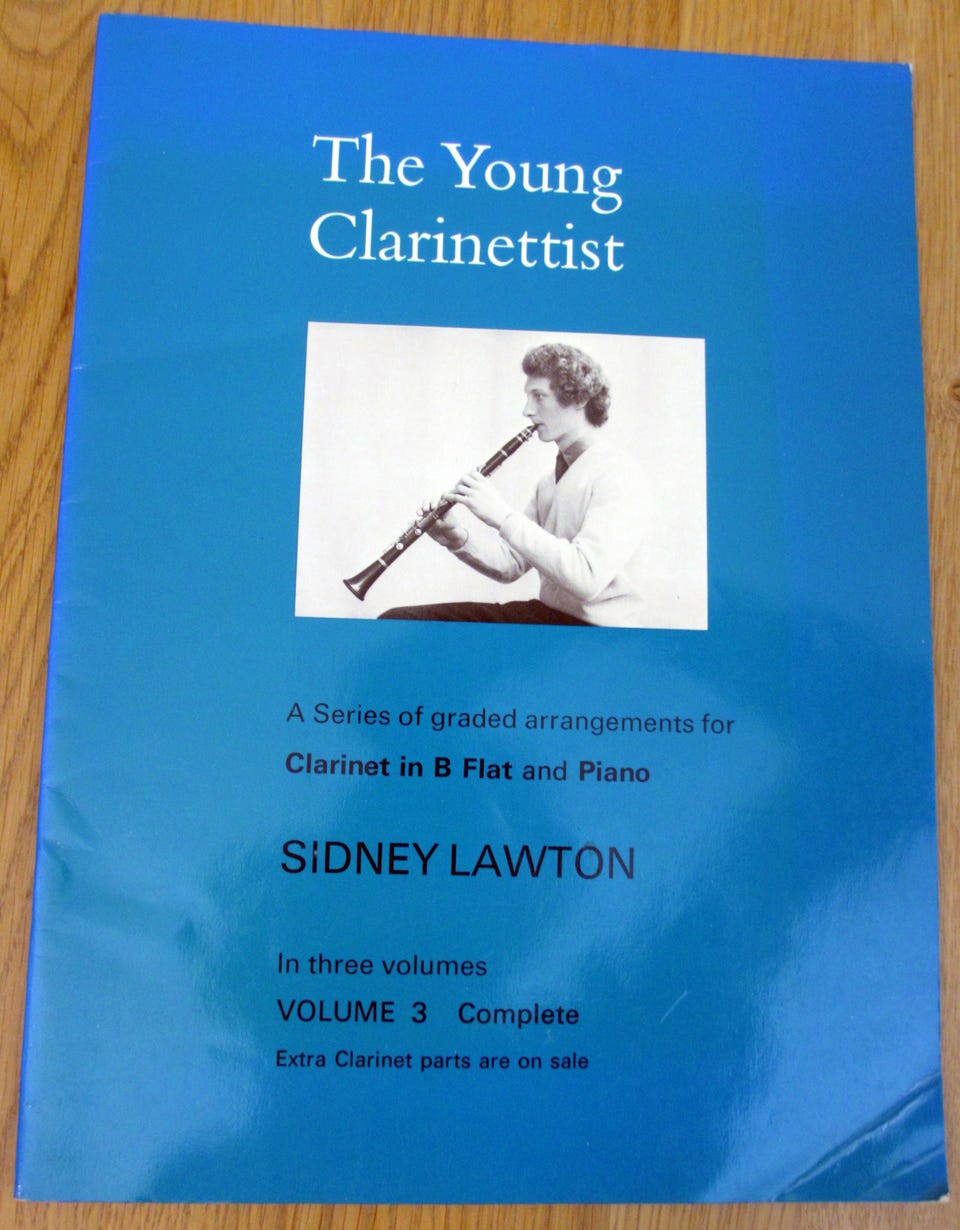 The Young
Clarinettist
A Series of graded arrangements for
Clarinet in B Flat and Piano
SIDNEY LAWTON
In three volumes
VOLUME 3 Complete
Extra Clarinet parts are on sale